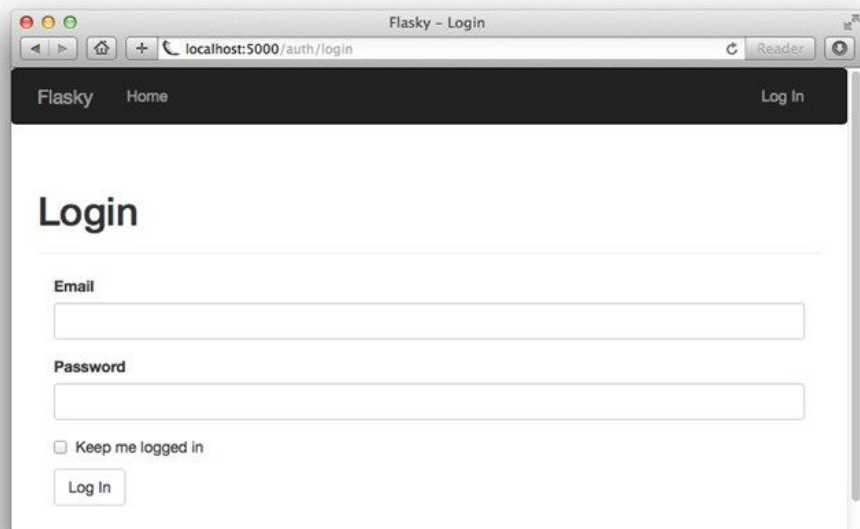 Flasky - Login
localhost:5000/auth/login
Reader
Flasky Home Log In
Login
Email
Password
Keep me logged in
Log In